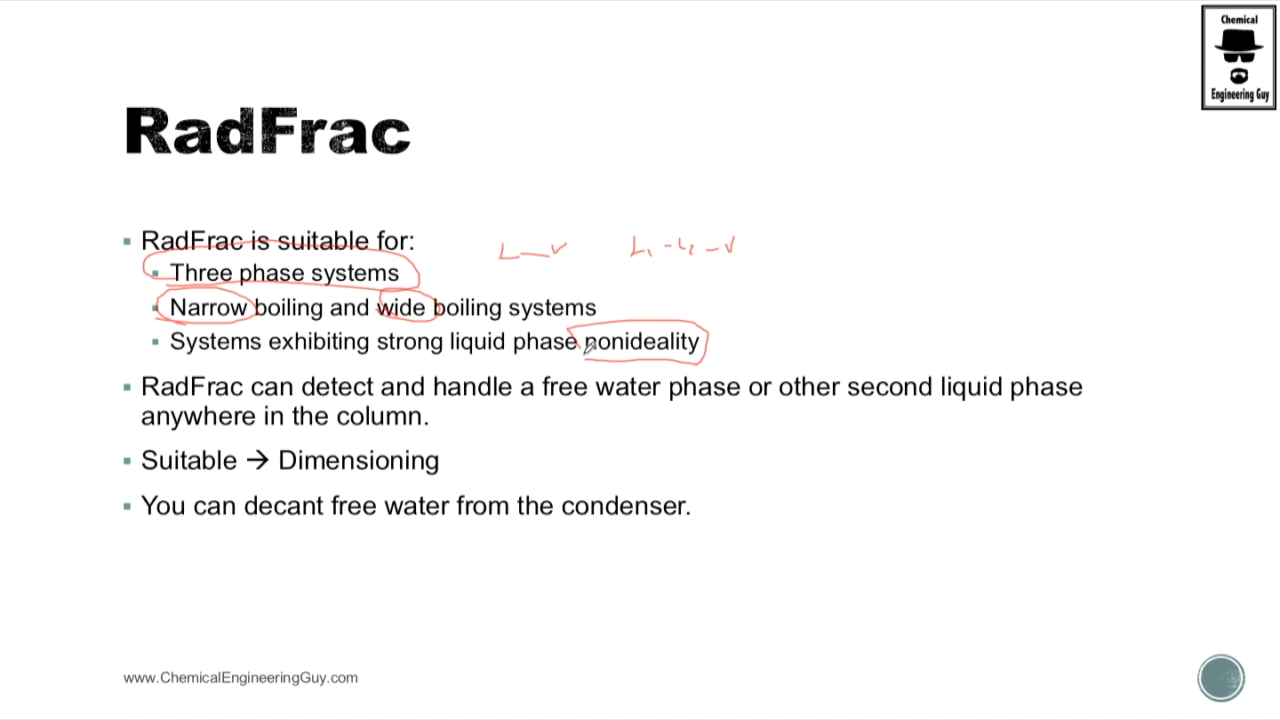 Chemical
Engineering Guy
RadFrac
RadFrac is suitable for:
L — V L₁ - L₂ - V
Three phase systems
Narrow boiling and wide boiling systems
Systems exhibiting strong liquid phase nonideality
RadFrac can detect and handle a free water phase or other second liquid phase
anywhere in the column.
Suitable → Dimensioning
You can decant free water from the condenser.
www.ChemicalEngineeringGuy.com